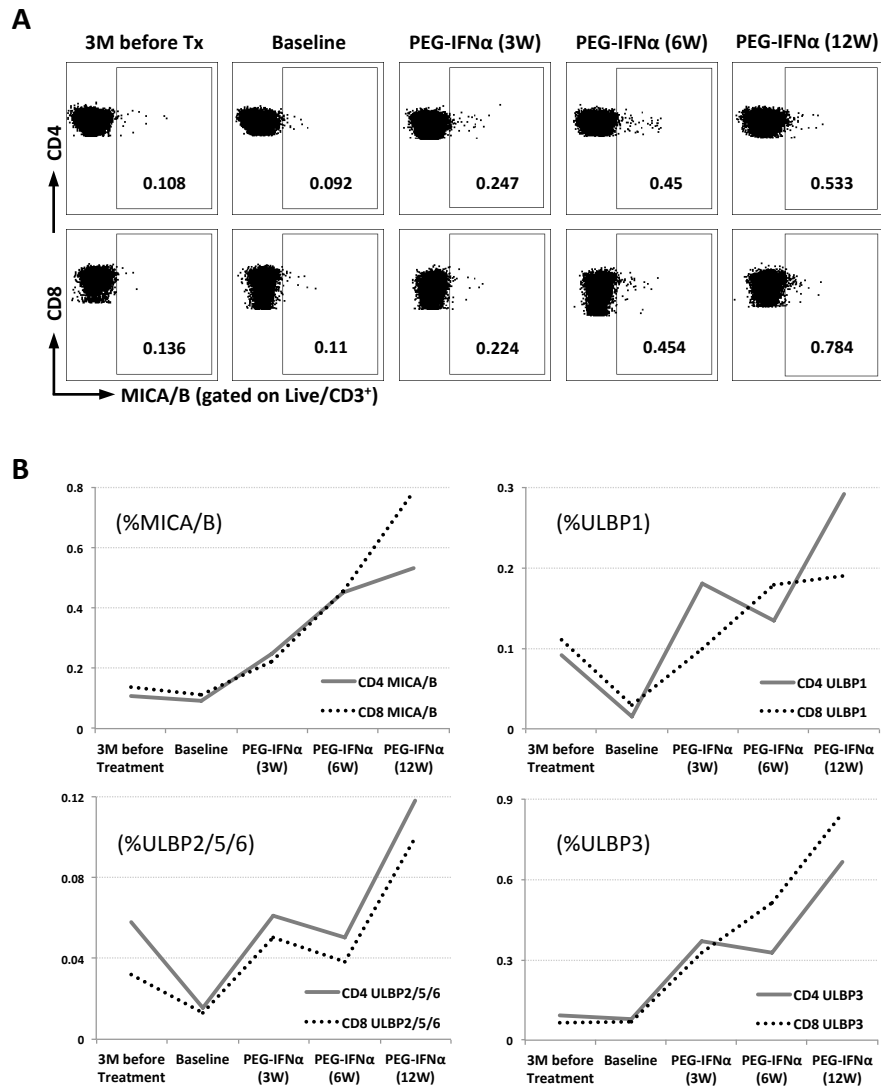 A
3M before Tx Baseline PEG-IFNα (3W) PEG-IFNα (6W) PEG-IFNα (12W)
CD4
0.108 0.092 0.247 0.45 0.533
CD8
0.136 0.11 0.224 0.454 0.784
MICA/B (gated on Live/CD3⁺)
B
(%MICA/B)
0.8
0.6
0.4
0.2
0
CD4 MICA/B
CD8 MICA/B
3M before Baseline PEG-IFNα PEG-IFNα PEG-IFNα
Treatment (3W) (6W) (12W)
(%ULBP1)
0.3
0.2
0.1
0
CD4 ULBP1
CD8 ULBP1
3M before Baseline PEG-IFNα PEG-IFNα PEG-IFNα
Treatment (3W) (6W) (12W)
(%ULBP2/5/6)
0.12
0.08
0.04
0
CD4 ULBP2/5/6
CD8 ULBP2/5/6
3M before Baseline PEG-IFNα PEG-IFNα PEG-IFNα
Treatment (3W) (6W) (12W)
(%ULBP3)
0.9
0.6
0.3
0
CD4 ULBP3
CD8 ULBP3
3M before Baseline PEG-IFNα PEG-IFNα PEG-IFNα
Treatment (3W) (6W) (12W)